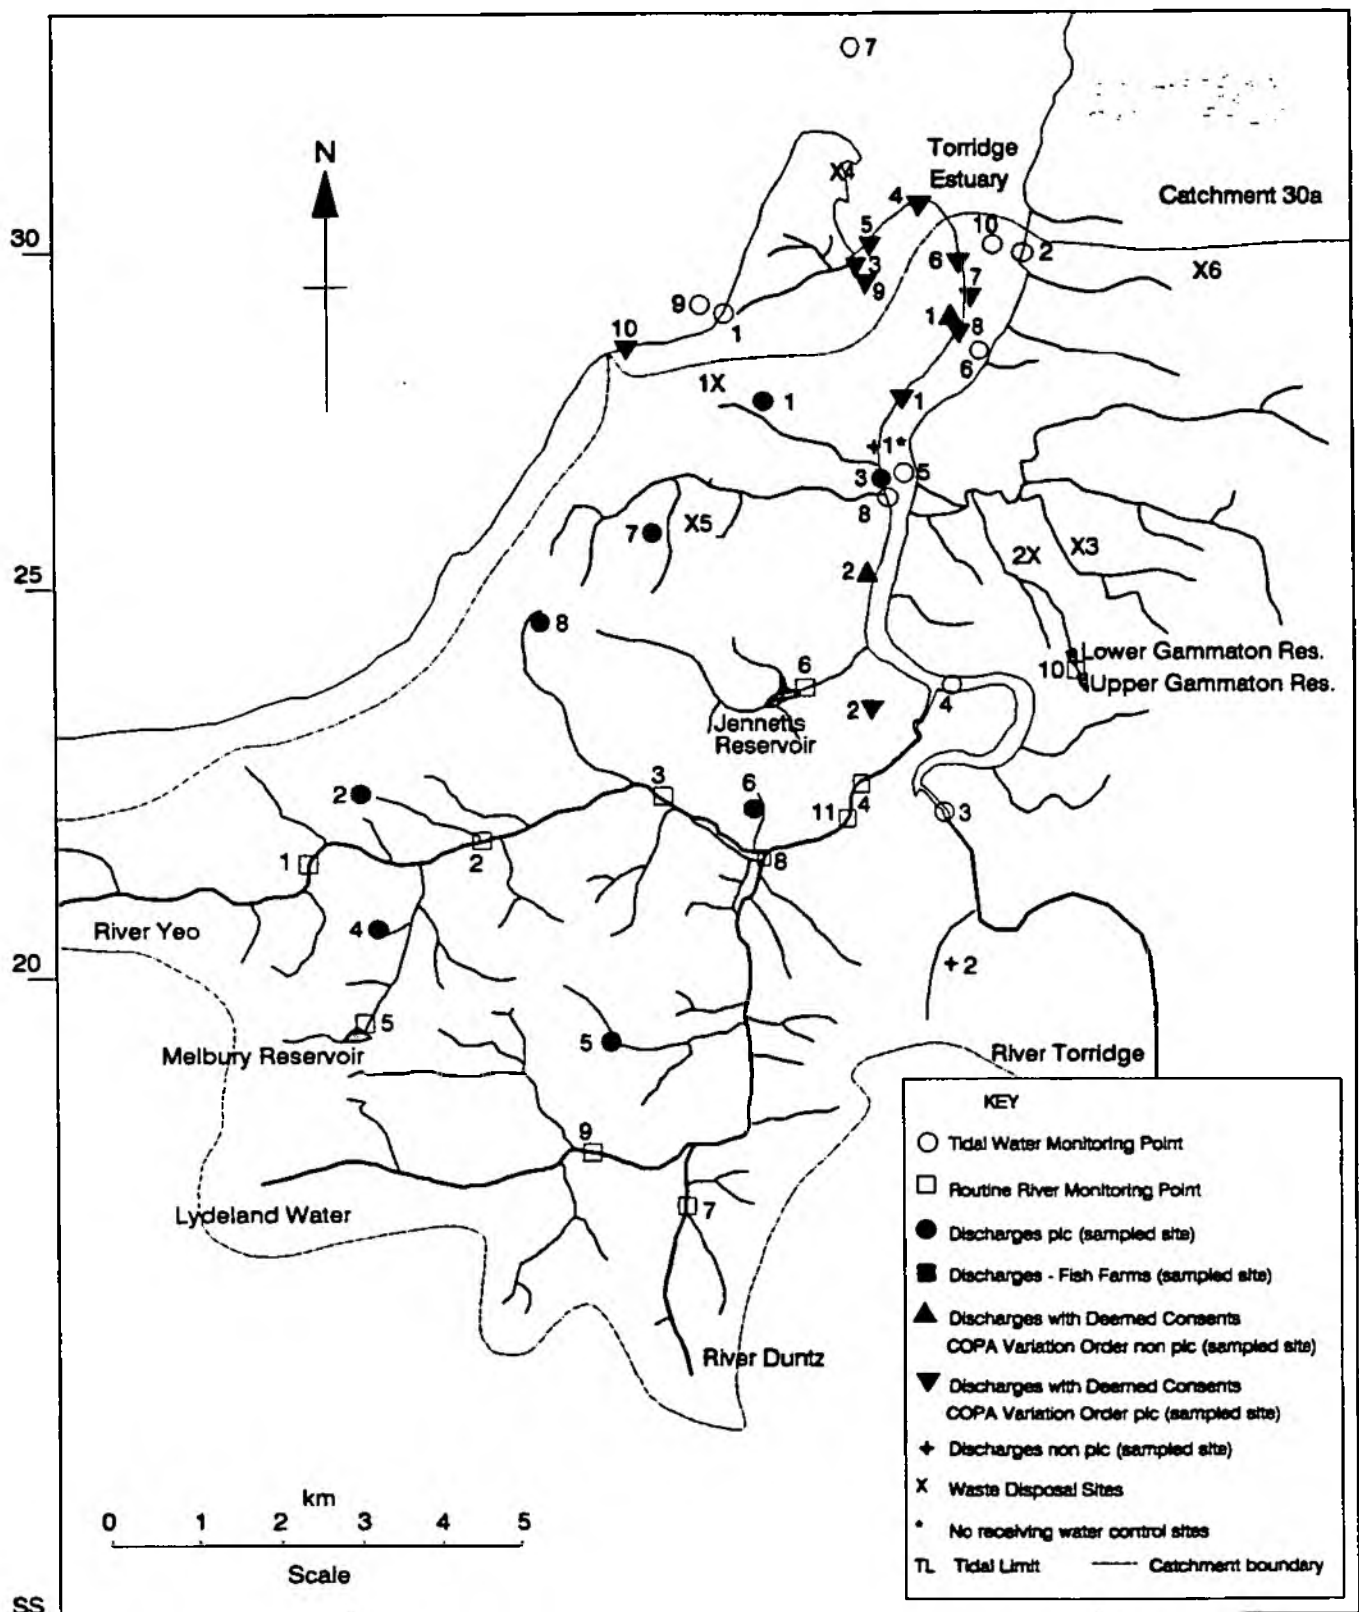 7
N
X4
Torridge
Estuary
4
Catchment 30a
30
5
10
2
6
3
X6
7
9
9
1
1
8
10
6
1X
1
1
1*
5
3
8
7
X5
2X
X3
25
2
8
Lower Gammaton Res.
10
6
Upper Gammaton Res.
4
2
Jennetts
Reservoir
3
6
2
4
3
11
1
2
8
River Yeo
4
20
2
5
5
Melbury Reservoir
River Torridge
9
Lydeland Water
7
River Duntz
KEY
Tidal Water Monitoring Point
Routine River Monitoring Point
Discharges plc (sampled site)
Discharges - Fish Farms (sampled site)
Discharges with Deemed Consents
COPA Variation Order non plc (sampled site)
Discharges with Deemed Consents
COPA Variation Order plc (sampled site)
+ Discharges non plc (sampled site)
X Waste Disposal Sites
* No receiving water control sites
TL Tidal Limit Catchment boundary
km
0 1 2 3 4 5
Scale
SS